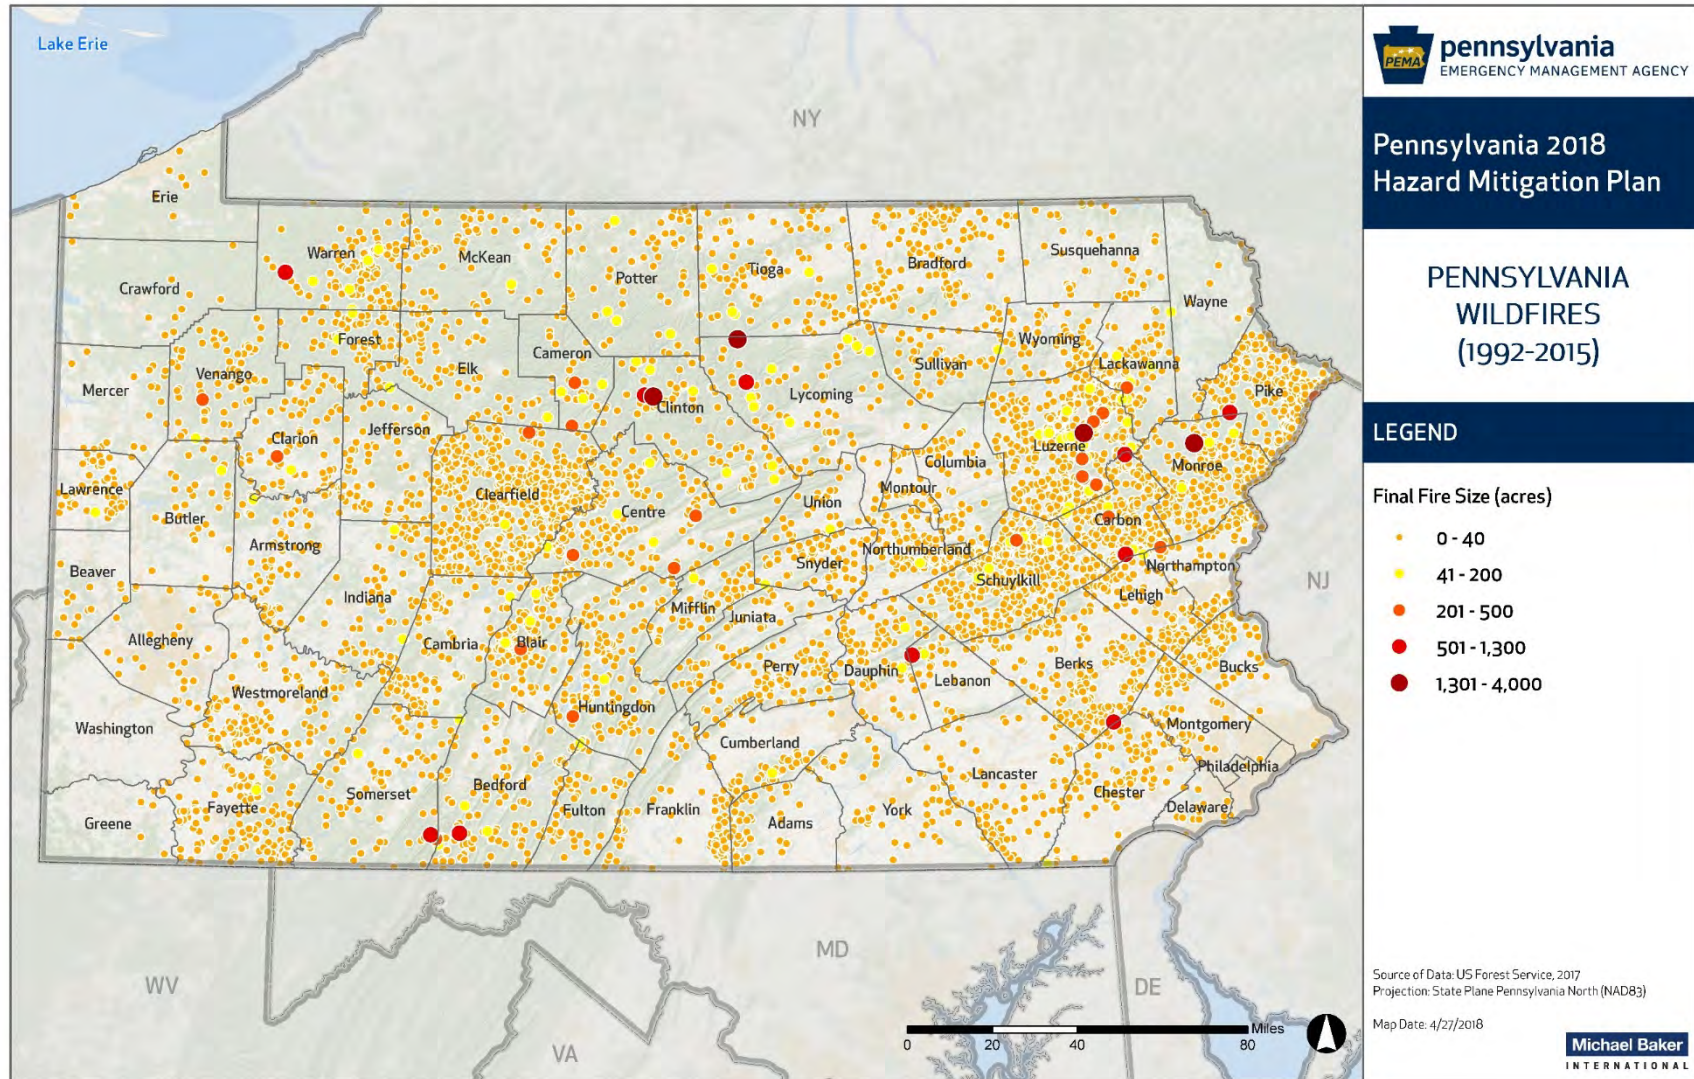 Lake Erie
NY
Erie
Warren
McKean
Potter
Tioga
Bradford
Susquehanna
Crawford
Wayne
Forest
Cameron
Elk
Venango
Mercer
Sullivan
Wyoming
Lackawanna
Pike
Lycoming
Clinton
Clarion
Jefferson
Luzerne
Columbia
Monroe
Lawrence
Butler
Clearfield
Centre
Union
Montour
Carbon
Armstrong
Beaver
Snyder
Northumberland
Schuylkill
Northampton
NJ
Indiana
Mifflin
Juniata
Lehigh
Allegheny
Cambria
Blair
Perry
Dauphin
Lebanon
Berks
Bucks
Westmoreland
Huntingdon
Washington
Cumberland
Montgomery
Lancaster
Philadelphia
Greene
Fayette
Somerset
Bedford
Fulton
Franklin
Adams
York
Chester
Delaware
WV
VA
MD
DE
Miles
0 20 40 80
PEMA
pennsylvania
EMERGENCY MANAGEMENT AGENCY
Pennsylvania 2018
Hazard Mitigation Plan
PENNSYLVANIA
WILDFIRES
(1992-2015)
LEGEND
Final Fire Size (acres)
0 - 40
41 - 200
201 - 500
501 - 1,300
1,301 - 4,000
Source of Data: US Forest Service, 2017
Projection: State Plane Pennsylvania North (NAD83)
Map Date: 4/27/2018
Michael Baker
INTERNATIONAL